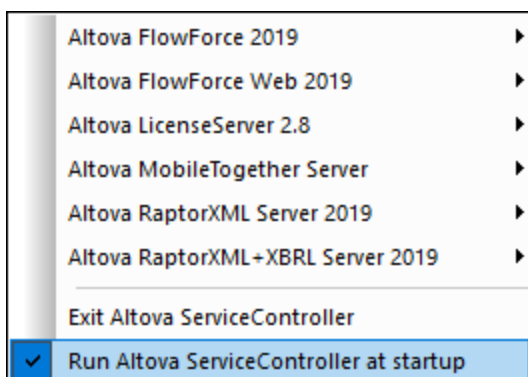 Altova FlowForce 2019
Altova FlowForce Web 2019
Altova LicenseServer 2.8
Altova MobileTogether Server
Altova RaptorXML Server 2019
Altova RaptorXML+XBRL Server 2019
Exit Altova ServiceController
Run Altova ServiceController at startup